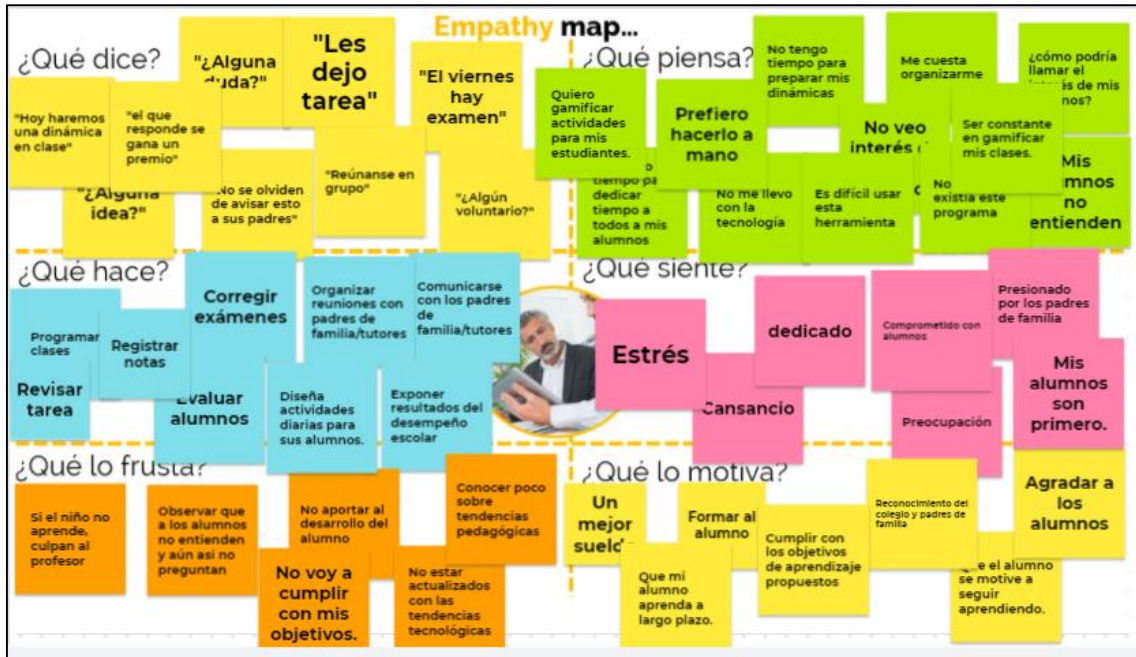 Empathy map...
¿Qué dice?
"¿Alguna
duda?"
"Les
dejo
tarea"
"El viernes
hay
examen"
"Hoy haremos
una dinámica
en clase"
"el que
responde se
gana un
premio"
"¿Alguna
idea?"
"No se olviden
de avisar esto
a sus padres"
"Reúnanse en
grupo"
"¿Algún
voluntario?"
¿Qué piensa?
Quiero
gamificar
actividades
para mis
estudiantes.
Prefiero
hacerlo a
mano
No tengo
tiempo para
preparar mis
dinámicas
Me cuesta
organizarme
¿cómo podría
llamar el
de mis
No veo
interés
Ser constante
en gamificar
mis clases.
Mis
alumnos
no
entienden
tiempo
dedicar
tiempo a
todos a mis
alumnos
No me llevo
con la
tecnología
Es difícil usar
esta
herramienta
No
existía este
programa
¿Qué hace?
Programar
clases
Registrar
notas
Corregir
exámenes
Organizar
reuniones con
padres de
familia/tutores
Comunicarse
con los padres
de
familia/tutores
Revisar
tarea
Evaluar
alumnos
Diseña
actividades
diarias para
sus alumnos.
Exponer
resultados del
desempeño
escolar
¿Qué siente?
Estrés
dedicado
Comprometido con
alumnos
Presionado
por los padres
de familia
Cansancio
Preocupación
Mis
alumnos
son
primero.
¿Qué lo frusta?
Si el niño no
aprende,
culpan al
profesor
Observar que
a los alumnos
no entienden
y aún asi no
preguntan
No aportar al
desarrollo del
alumno
Conocer poco
sobre
tendencias
pedagógicas
No voy a
cumplir con
mis
objetivos.
No estar
actualizados
con las
tendencias
tecnológicas
¿Qué lo motiva?
Un
mejor
sueldo
Formar al
alumno
Reconocimiento del
colegio y padres de
familia
Agradar a
los
alumnos
Que mi
alumno
aprenda a
largo plazo.
Cumplir con
los objetivos
de aprendizaje
propuestos
Que el alumno
se motive a
seguir
aprendiendo.